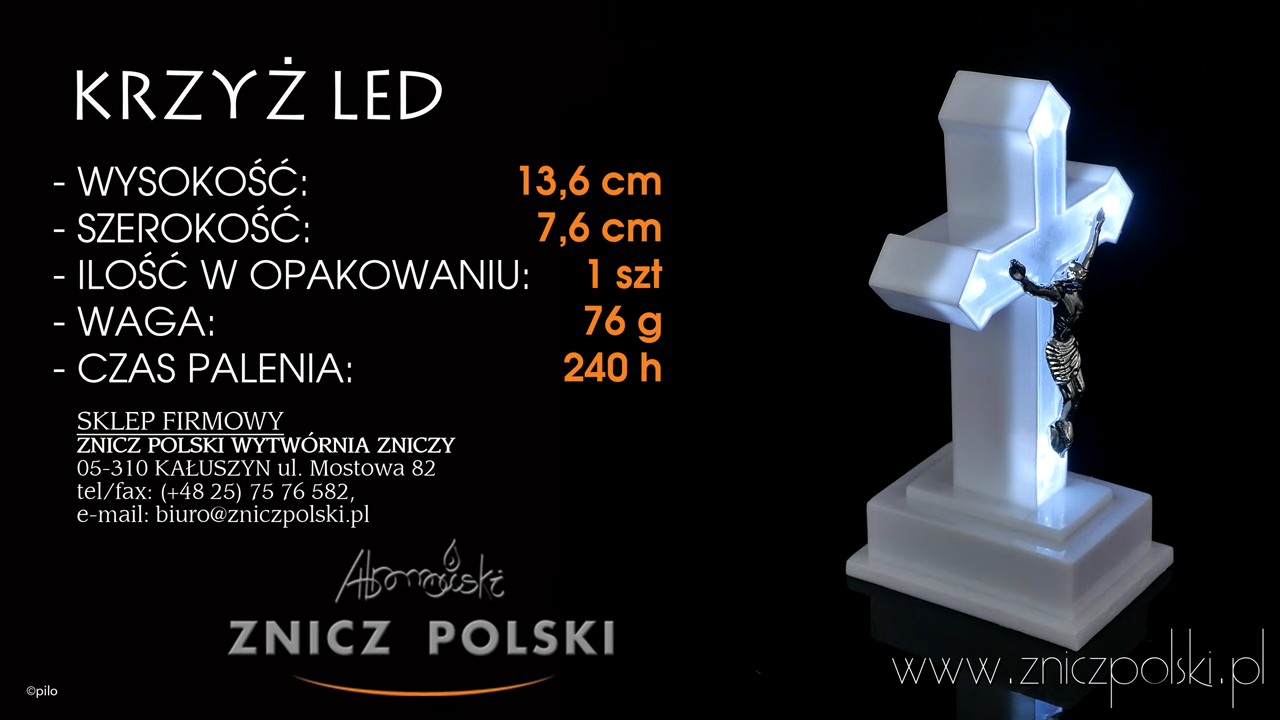 KRZYŻ LED
- WYSOKOŚĆ: 13,6 cm
- SZEROKOŚĆ: 7,6 cm
- ILOŚĆ W OPAKOWANIU: 1 szt
- WAGA: 76 g
- CZAS PALENIA: 240 h
SKLEP FIRMOWY
ZNICZ POLSKI WYTWÓRNIA ZNICZY
05-310 KAŁUSZYN ul. Mostowa 82
tel/fax: (+48 25) 75 76 582,
e-mail: biuro@zniczpolski.pl
ZNICZ POLSKI
www.zniczpolski.pl
©pilo